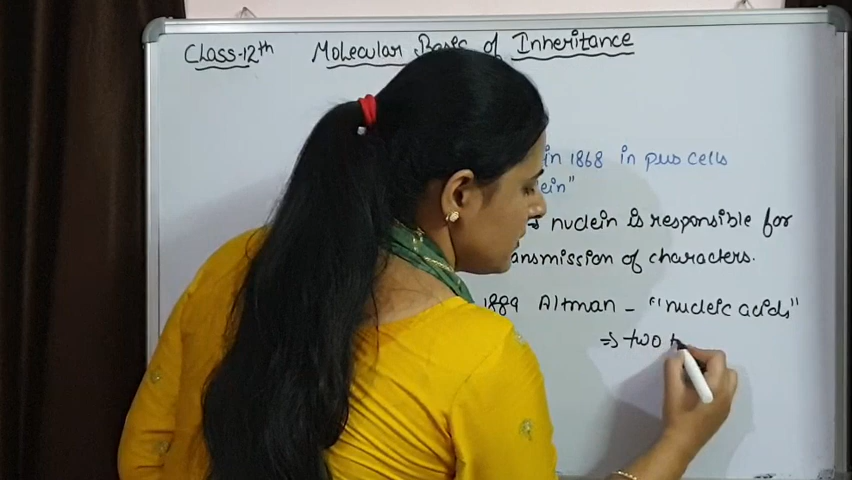 Class-12th Molecular Basis of Inheritance
in 1868 in pus cells
ein"
nuclein is responsible for
ansmission of characters.
1889 Altman - "nucleic acids"
⇒ two